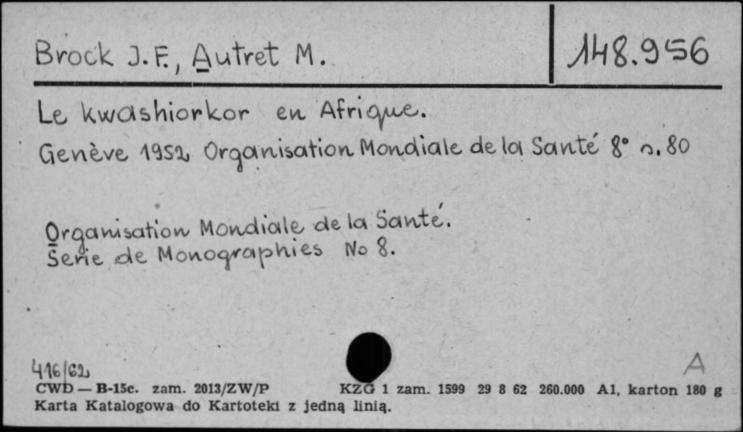 Brock J.F., Autret M.
148.956
Le kwashiorkor en Afrique.
Genève 1952, Organisation Mondiale de la Santé 8° s. 80
Organisation Mondiale de la Santé.
Serie de Monographies No 8.
416/62
A
CWD — B-15c. zam. 2013/ZW/P KZG 1 zam. 1599 29 8 62 260.000 A1, karton 180 g
Karta Katalogowa do Kartoteki z jedną linią.